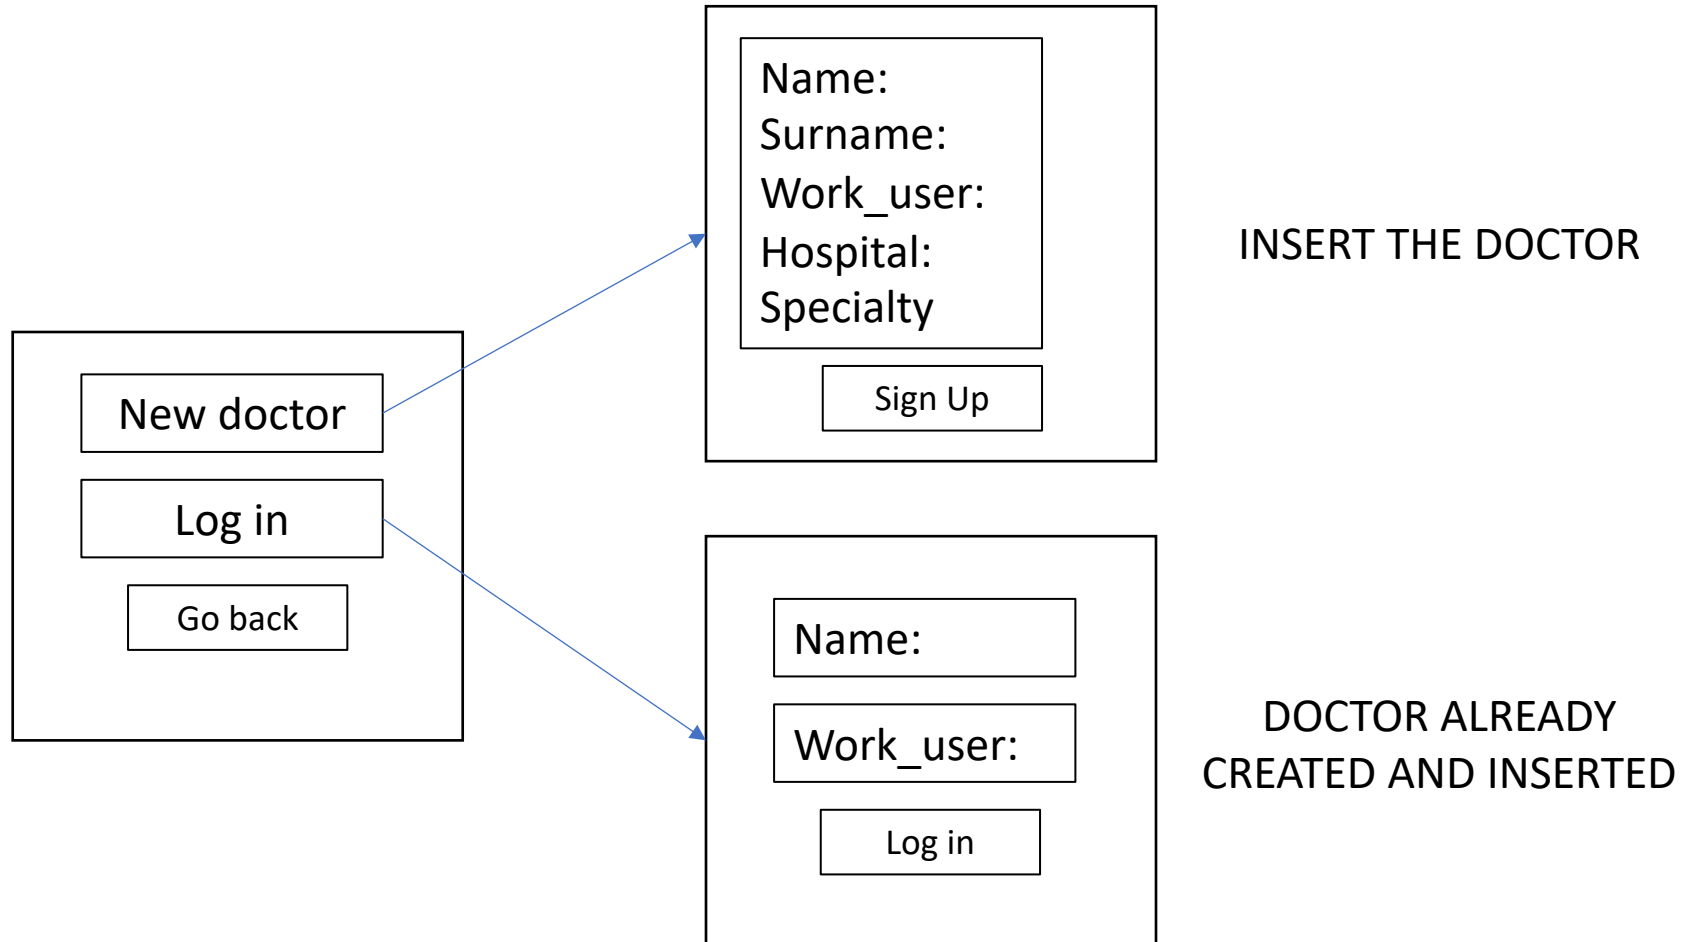 New doctor
Log in
Go back
Name:
Surname:
Work_user:
Hospital:
Specialty
Sign Up
INSERT THE DOCTOR
Name:
Work_user:
Log in
DOCTOR ALREADY
CREATED AND INSERTED